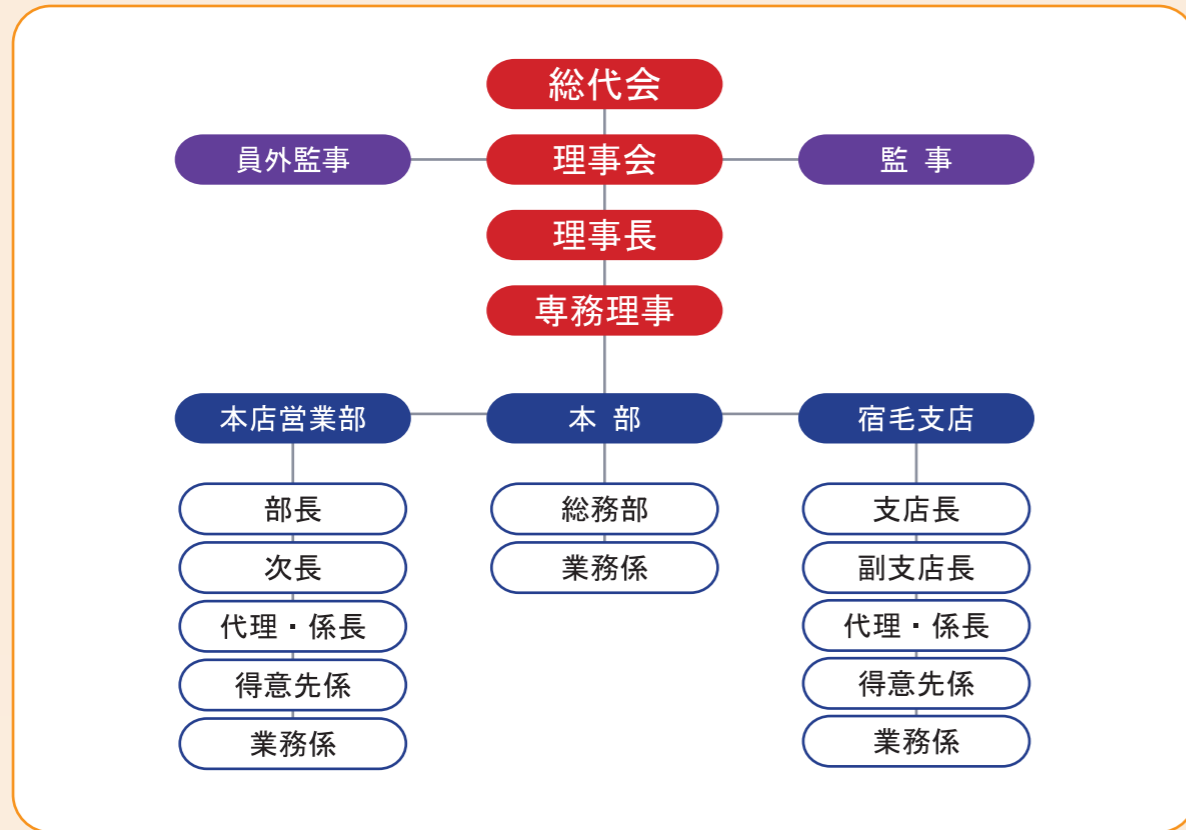 総代会
員外監事
理事会
監 事
理事長
専務理事
本店営業部
本 部
宿毛支店
部長
次長
代理・係長
得意先係
業務係
総務部
業務係
支店長
副支店長
代理・係長
得意先係
業務係